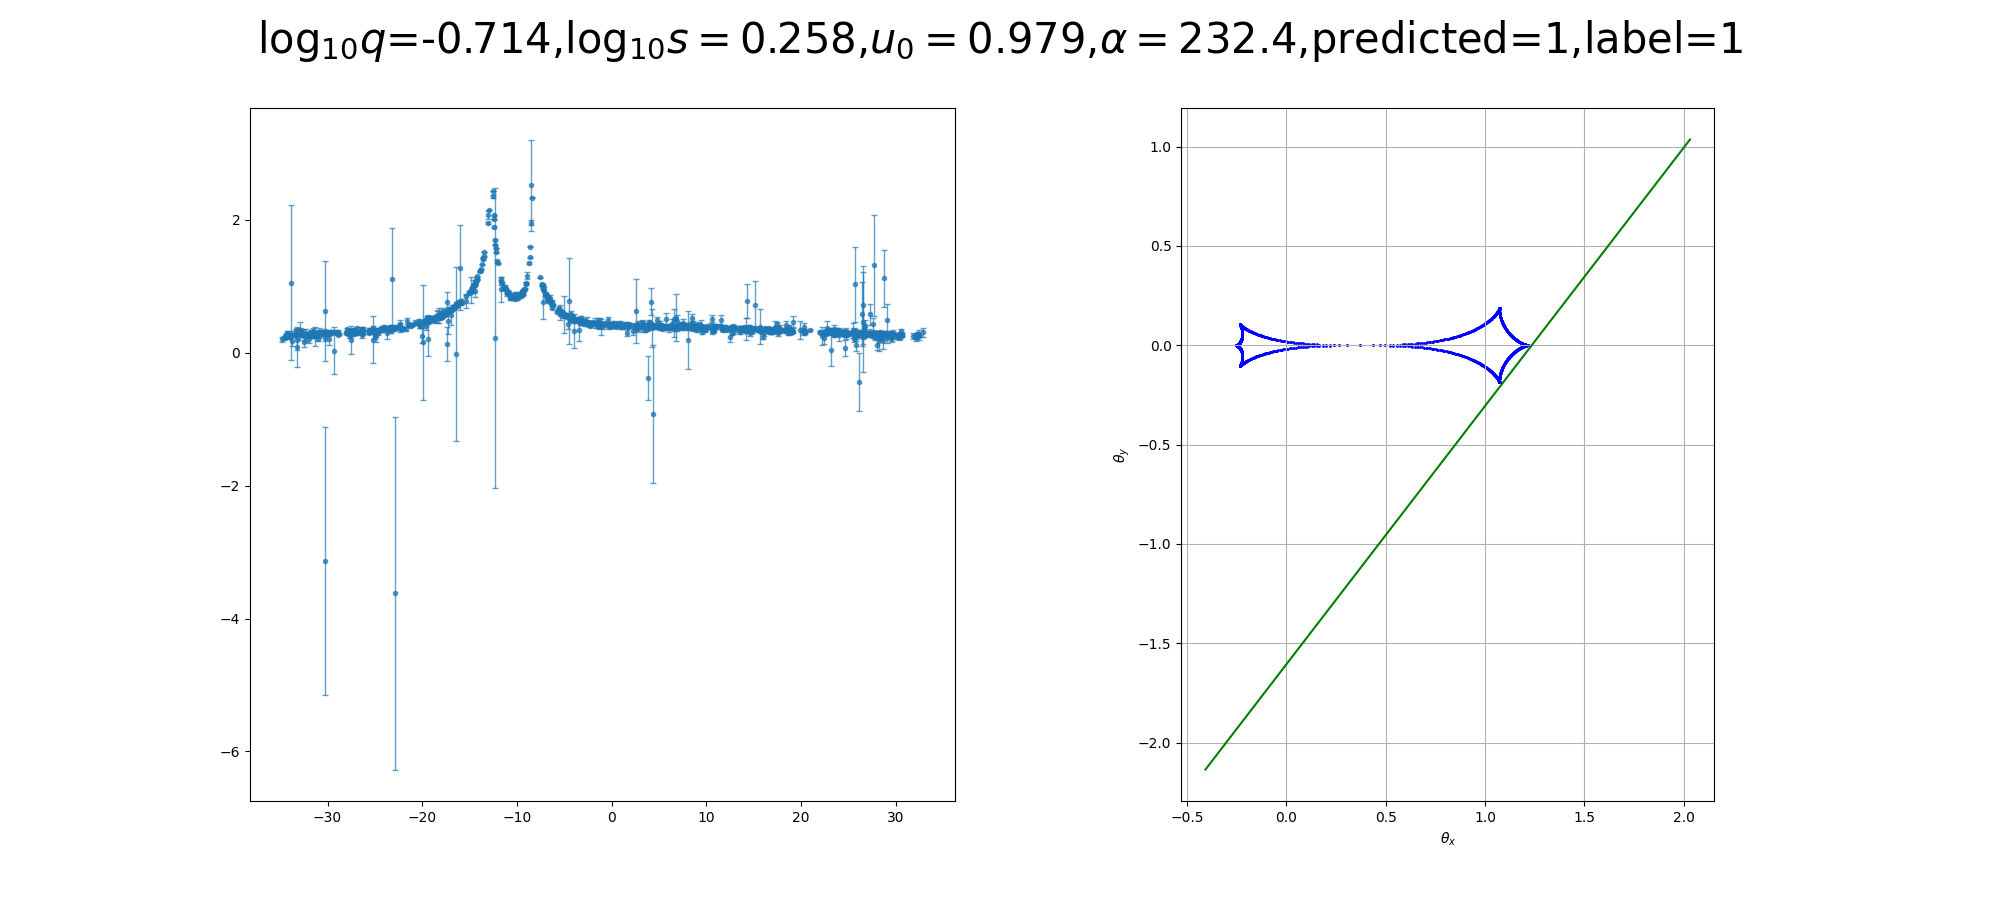 log₁₀q=-0.714,log₁₀s = 0.258,u₀ = 0.979,α = 232.4,predicted=1,label=1
2
0
−2
−4
−6
−30 −20 −10 0 10 20 30
1.0
0.5
0.0
−0.5
−1.0
−1.5
−2.0
θy
−0.5 0.0 0.5 1.0 1.5 2.0
θx